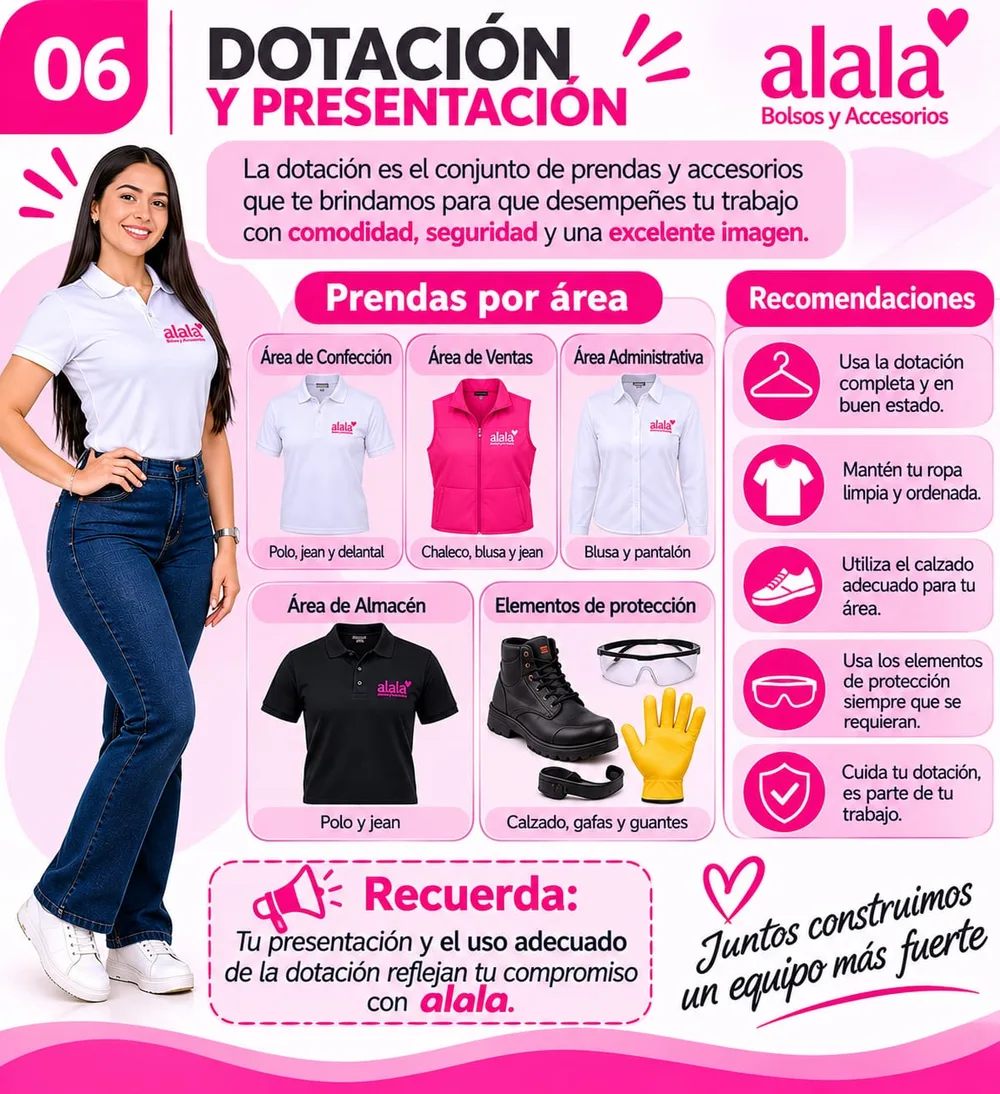 06
DOTACIÓN
Y PRESENTACIÓN
alala
Bolsos y Accesorios
La dotación es el conjunto de prendas y accesorios
que te brindamos para que desempeñes tu trabajo
con comodidad, seguridad y una excelente imagen.
alala
Prendas por área
Área de Confección
alala
Polo, jean y delantal
Área de Ventas
alala
Chaleco, blusa y jean
Área Administrativa
alala
Blusa y pantalón
Área de Almacén
alala
Polo y jean
Elementos de protección
Calzado, gafas y guantes
Recomendaciones
Usa la dotación
completa y en
buen estado.
Mantén tu ropa
limpia y ordenada.
Utiliza el calzado
adecuado para tu
área.
Usa los elementos
de protección
siempre que se
requieran.
Cuida tu dotación,
es parte de tu
trabajo.
Recuerda:
Tu presentación y el uso adecuado
de la dotación reflejan tu compromiso
con alala.
Juntos construimos
un equipo más fuerte